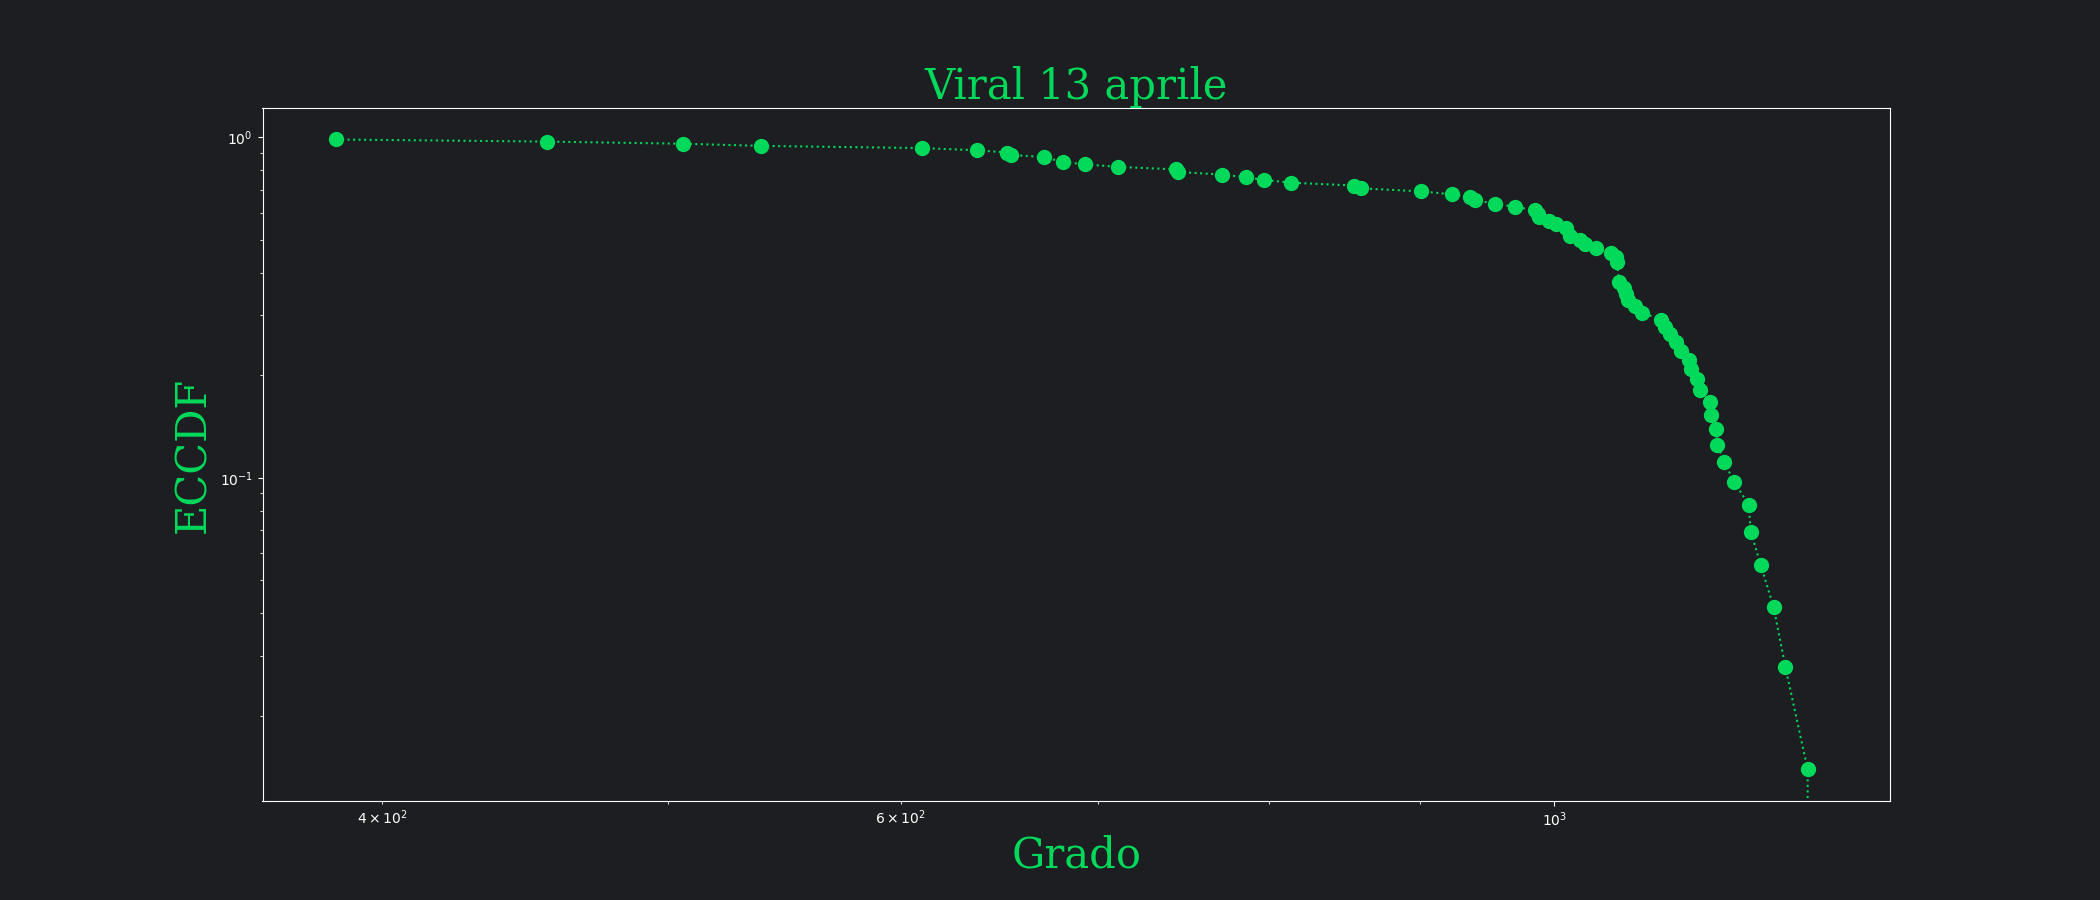 Viral 13 aprile
10⁰
10⁻¹
ECCDF
4 × 10²
6 × 10²
10³
Grado